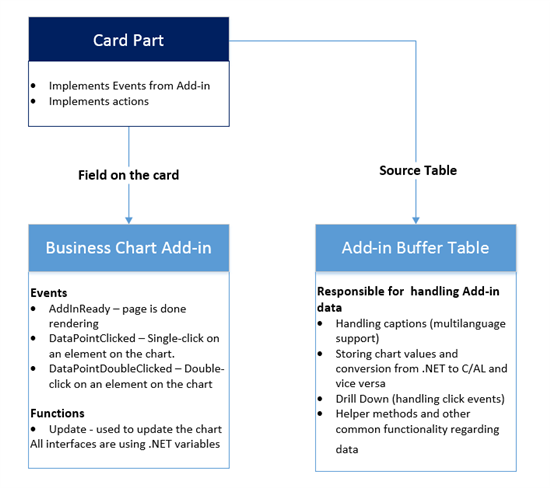 Card Part
• Implements Events from Add-in
• Implements actions
Field on the card
Source Table
Business Chart Add-in
Events
• AddInReady – page is done
rendering
• DataPointClicked – Single-click on
an element on the chart.
• DataPointDoubleClicked – Double-
click on an element on the chart
Functions
• Update - used to update the chart
All interfaces are using .NET variables
Add-in Buffer Table
Responsible for handling Add-in
data
• Handling captions (multilanguage
support)
• Storing chart values and
conversion from .NET to C/AL and
vice versa
• Drill Down (handling click events)
• Helper methods and other
common functionality regarding
data